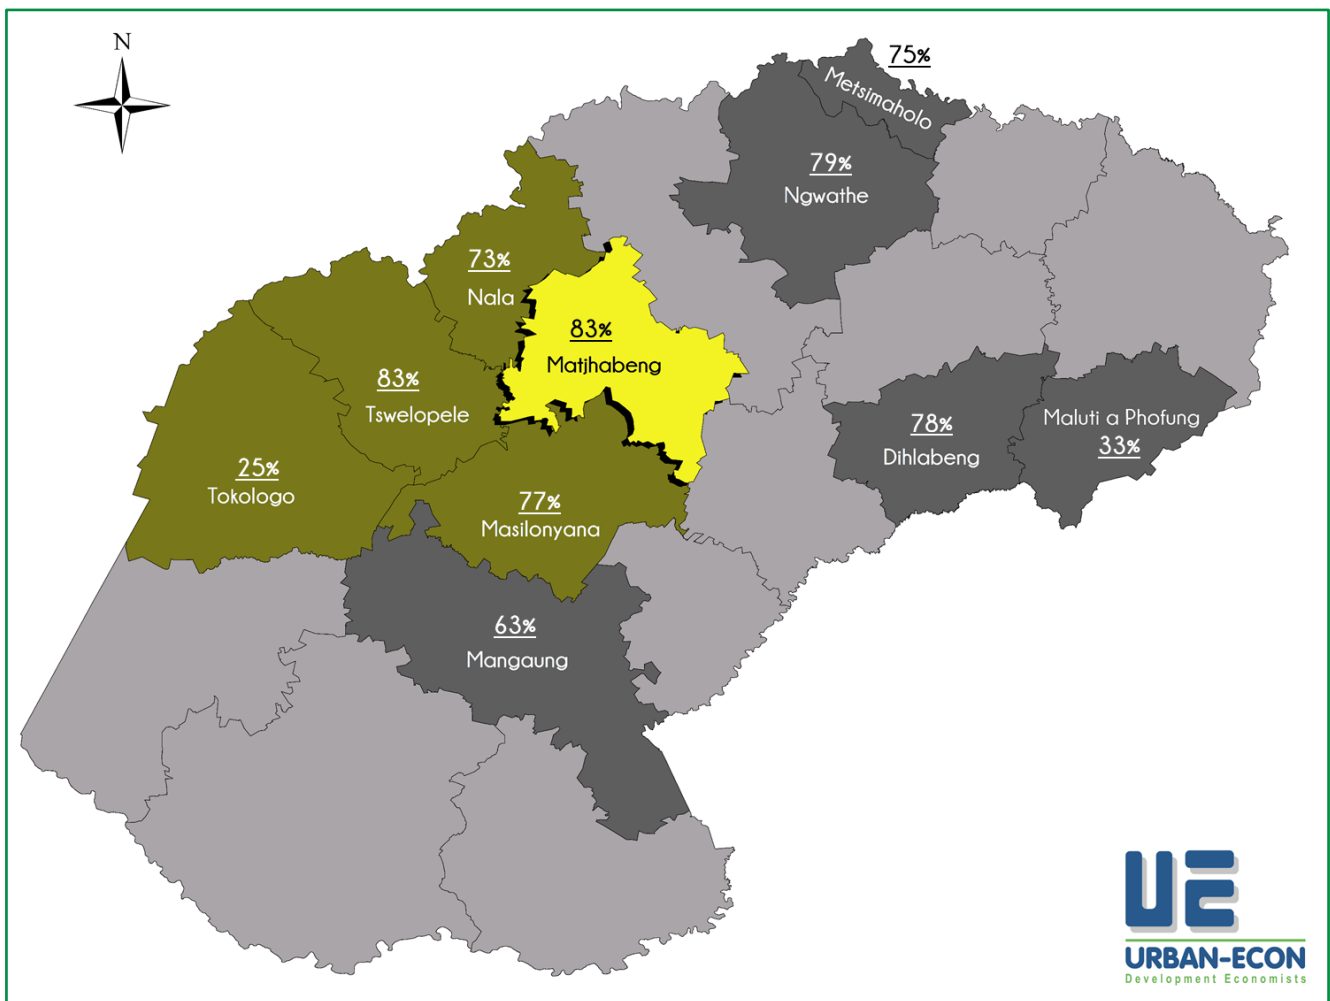 N
75%
Metsimaholo
79%
Ngwathe
73%
Nala
83%
Matjhabeng
83%
Tswelopele
25%
Tokologo
77%
Masilonyana
78%
Dihlabeng
Maluti a Phofung
33%
63%
Mangaung
UE
URBAN-ECON
Development Economists